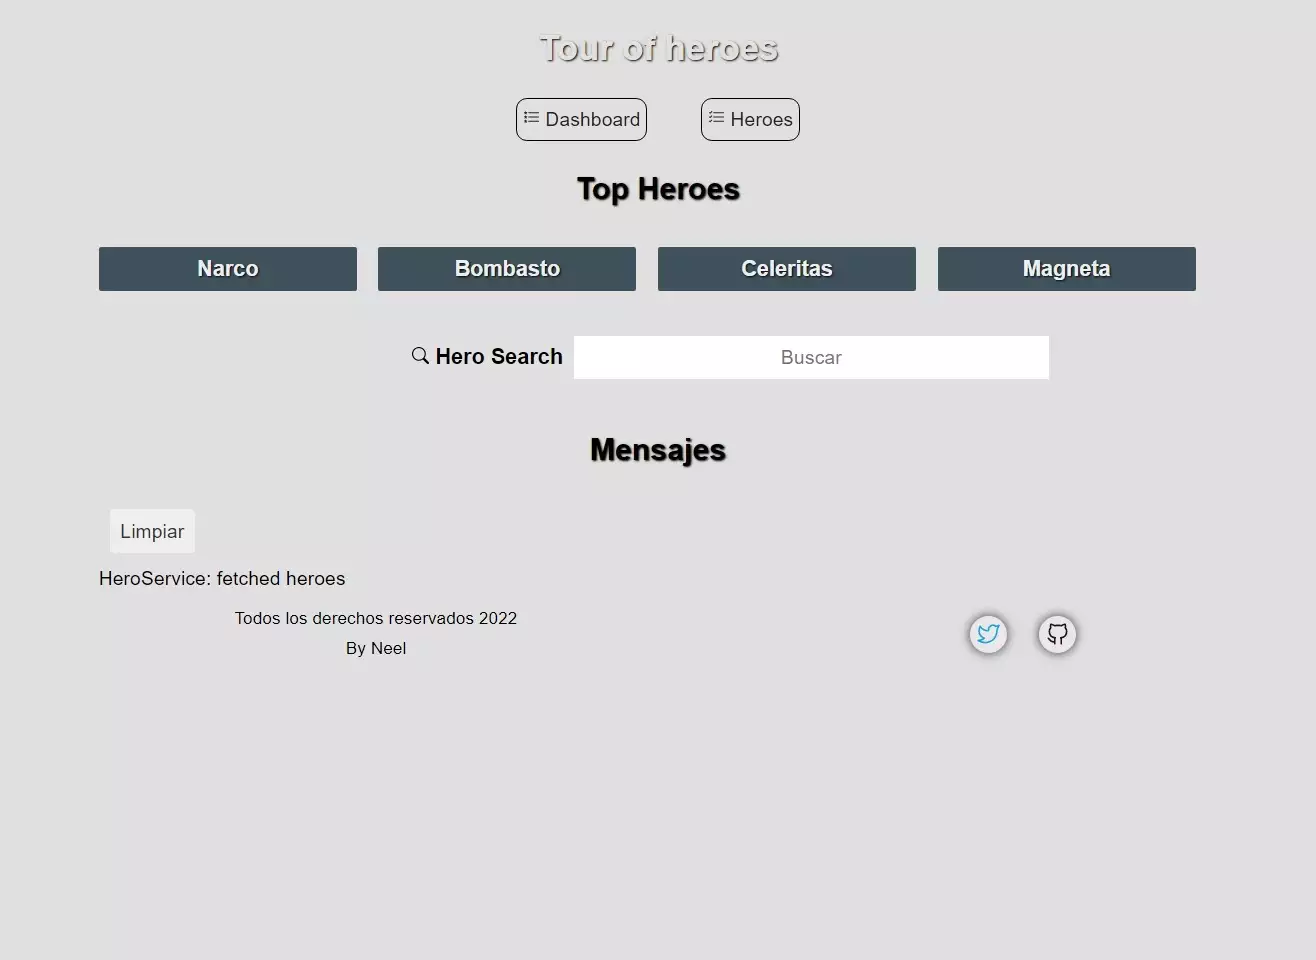 Tour of heroes
Dashboard Heroes
Top Heroes
Narco Bombasto Celeritas Magneta
Hero Search Buscar
Mensajes
Limpiar
HeroService: fetched heroes
Todos los derechos reservados 2022
By Neel